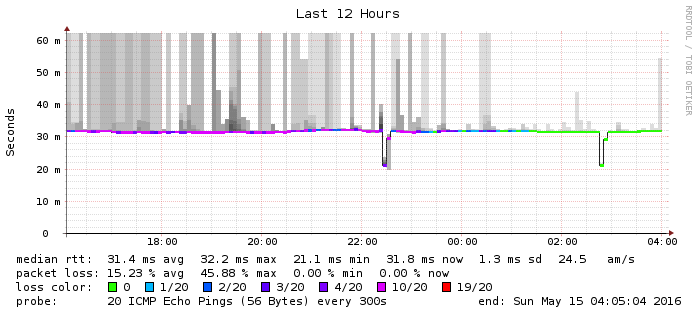 Last 12 Hours
RRDTOOL / TOBI OETIKER
Seconds
60 m
50 m
40 m
30 m
20 m
10 m
0
18:00 20:00 22:00 00:00 02:00 04:00
median rtt: 31.4 ms avg 32.2 ms max 21.1 ms min 31.8 ms now 1.3 ms sd 24.5 am/s
packet loss: 15.23 % avg 45.88 % max 0.00 % min 0.00 % now
loss color: 0 1/20 2/20 3/20 4/20 10/20 19/20
probe: 20 ICMP Echo Pings (56 Bytes) every 300s end: Sun May 15 04:05:04 2016